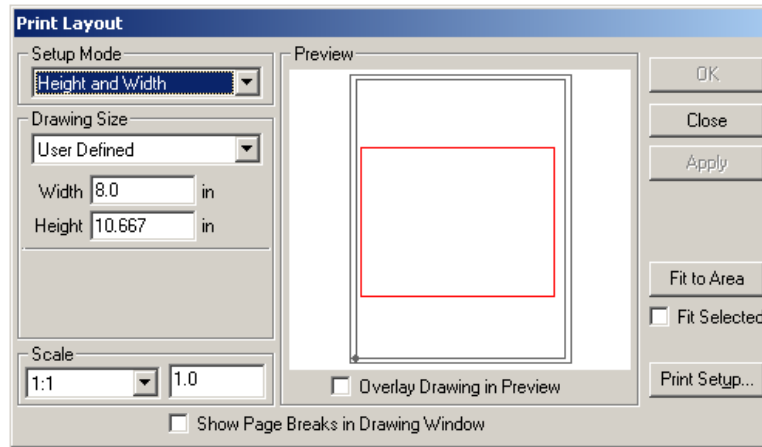 Print Layout
Setup Mode
Height and Width
Drawing Size
User Defined
Width 8.0 in
Height 10.667 in
Scale
1:1 1.0
Preview
Overlay Drawing in Preview
Show Page Breaks in Drawing Window
OK
Close
Apply
Fit to Area
Fit Selected
Print Setup...